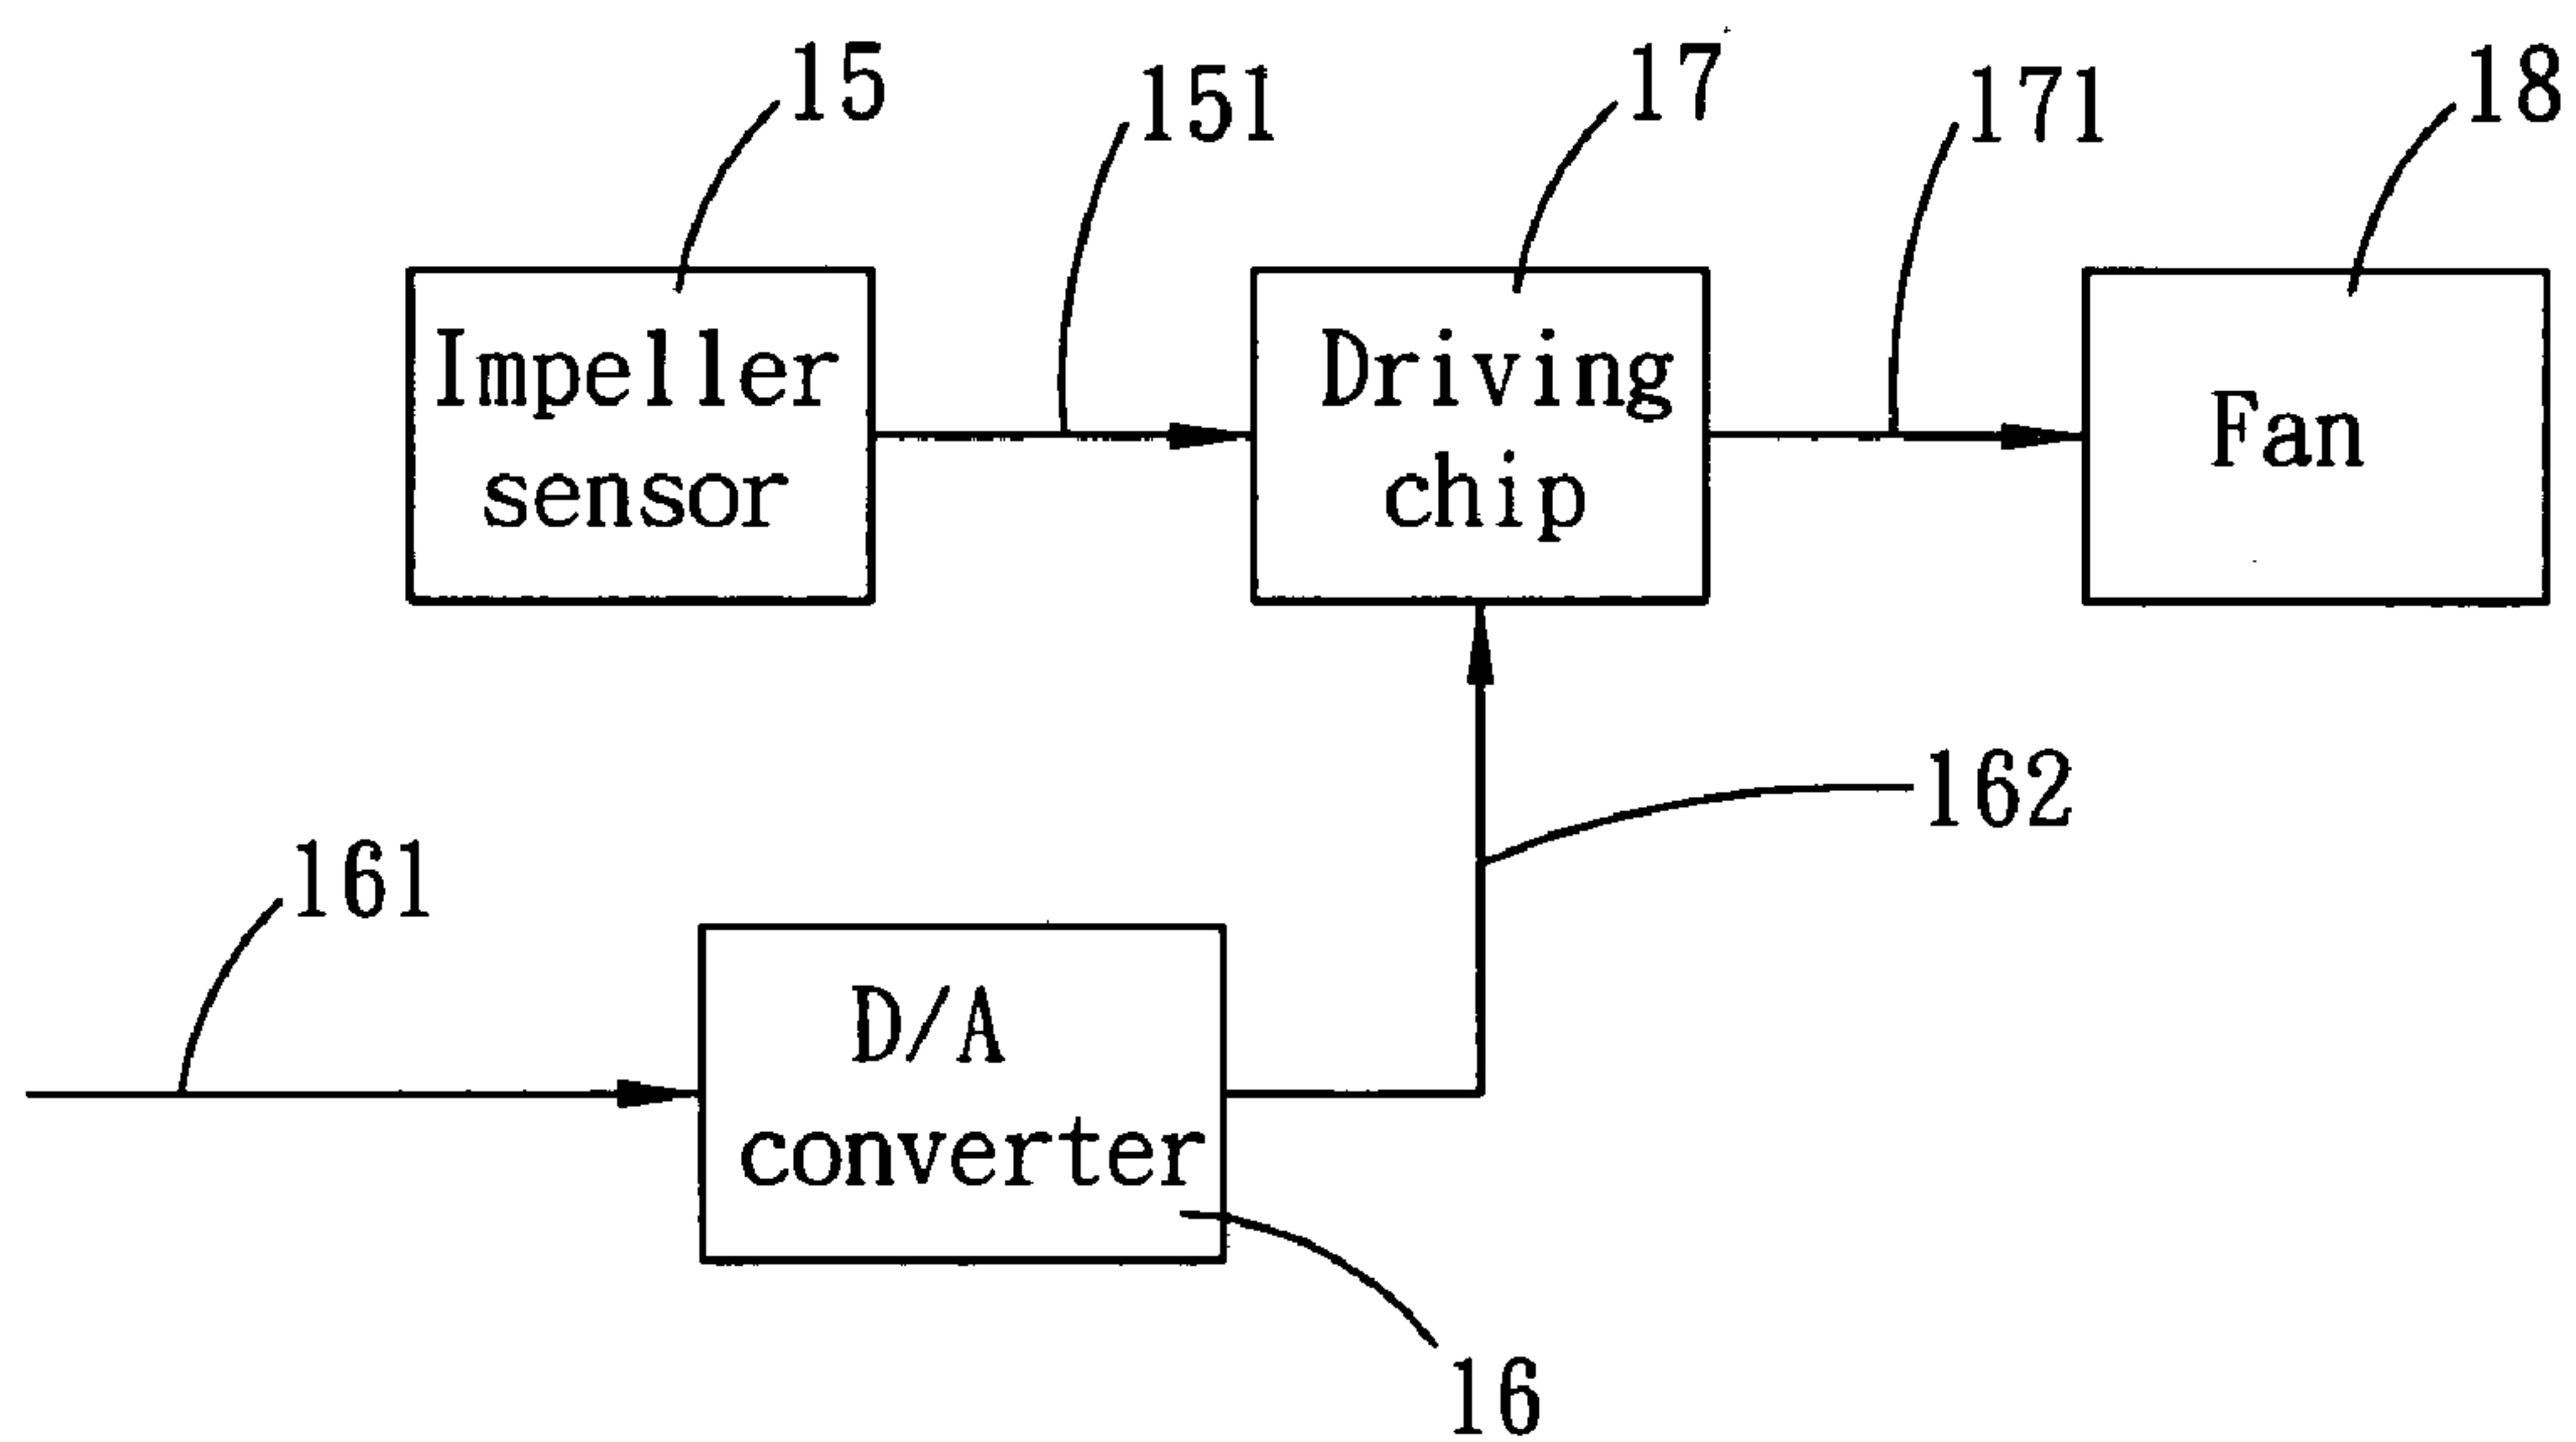 15
151
17
171
18
Impeller
sensor
Driving
chip
Fan
162
161
D/A
converter
16